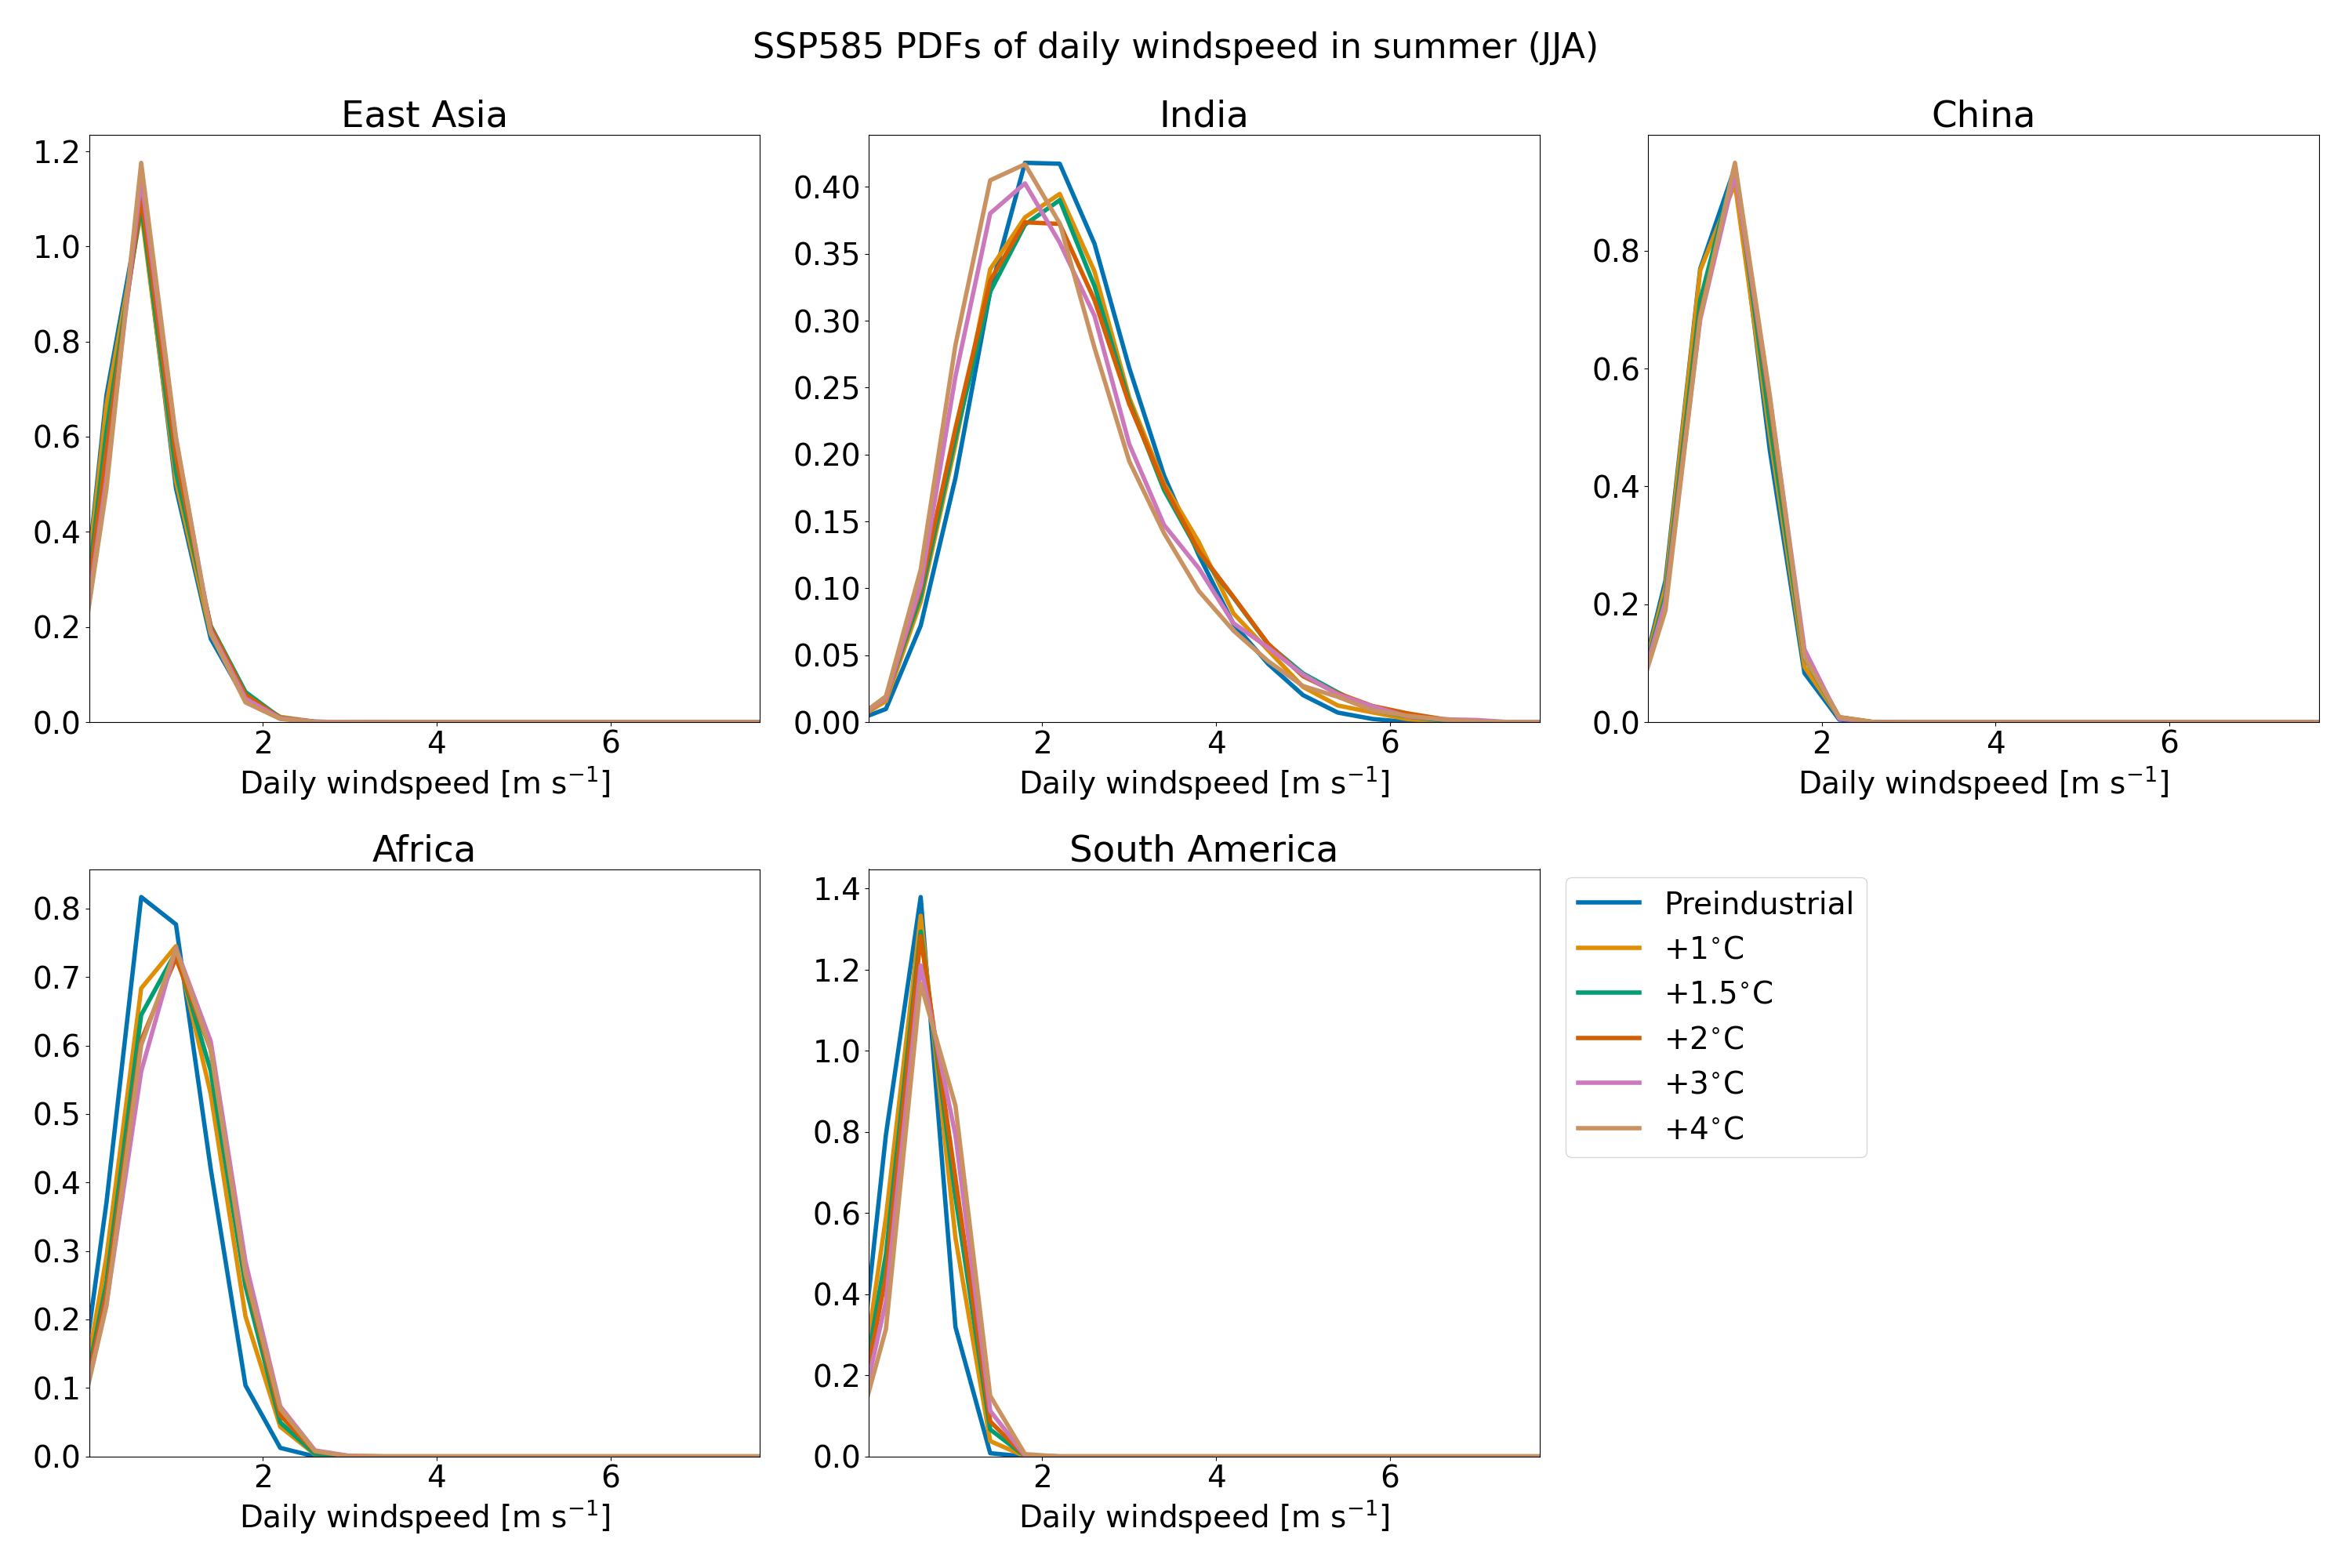 SSP585 PDFs of daily windspeed in summer (JJA)
East Asia
1.2
1.0
0.8
0.6
0.4
0.2
0.0
2 4 6
Daily windspeed [m s⁻¹]
India
0.40
0.35
0.30
0.25
0.20
0.15
0.10
0.05
0.00
2 4 6
Daily windspeed [m s⁻¹]
China
0.8
0.6
0.4
0.2
0.0
2 4 6
Daily windspeed [m s⁻¹]
Africa
0.8
0.7
0.6
0.5
0.4
0.3
0.2
0.1
0.0
2 4 6
Daily windspeed [m s⁻¹]
South America
1.4
1.2
1.0
0.8
0.6
0.4
0.2
0.0
2 4 6
Daily windspeed [m s⁻¹]
Preindustrial
+1°C
+1.5°C
+2°C
+3°C
+4°C